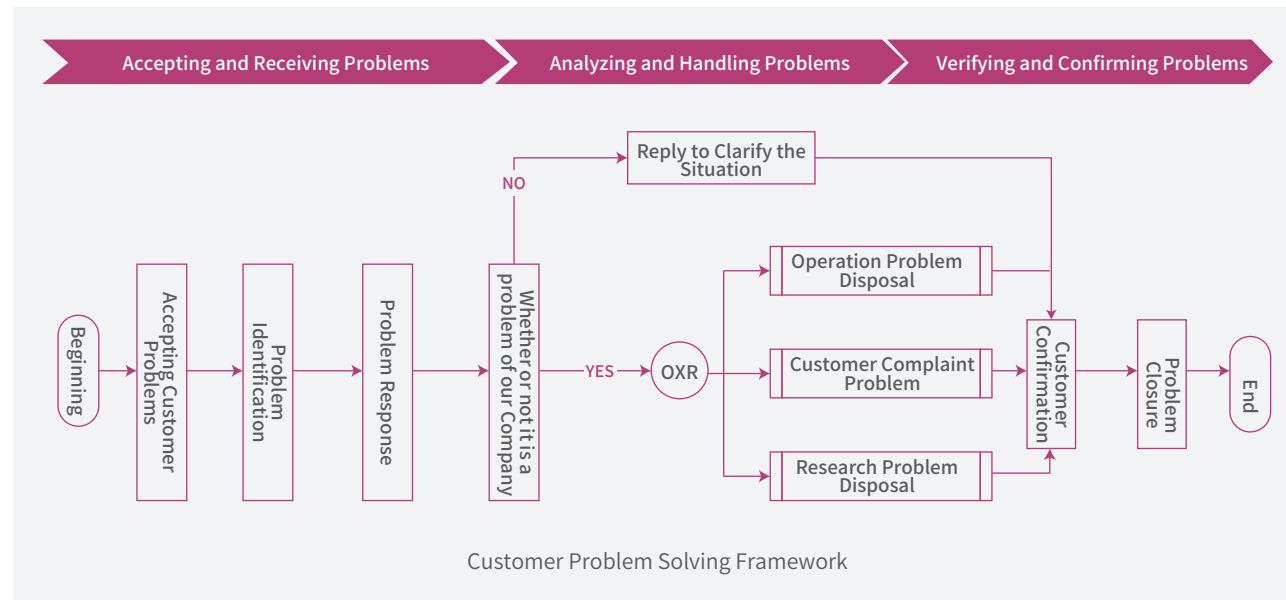 Accepting and Receiving Problems
Analyzing and Handling Problems
Verifying and Confirming Problems
Reply to Clarify the
Situation
NO
Operation Problem
Disposal
Beginning
Accepting Customer
Problems
Problem
Identification
Problem Response
Whether or not it is a
problem of our Company
YES
OXR
Customer Complaint
Problem
Customer
Confirmation
Problem
Closure
End
Research Problem
Disposal
Customer Problem Solving Framework